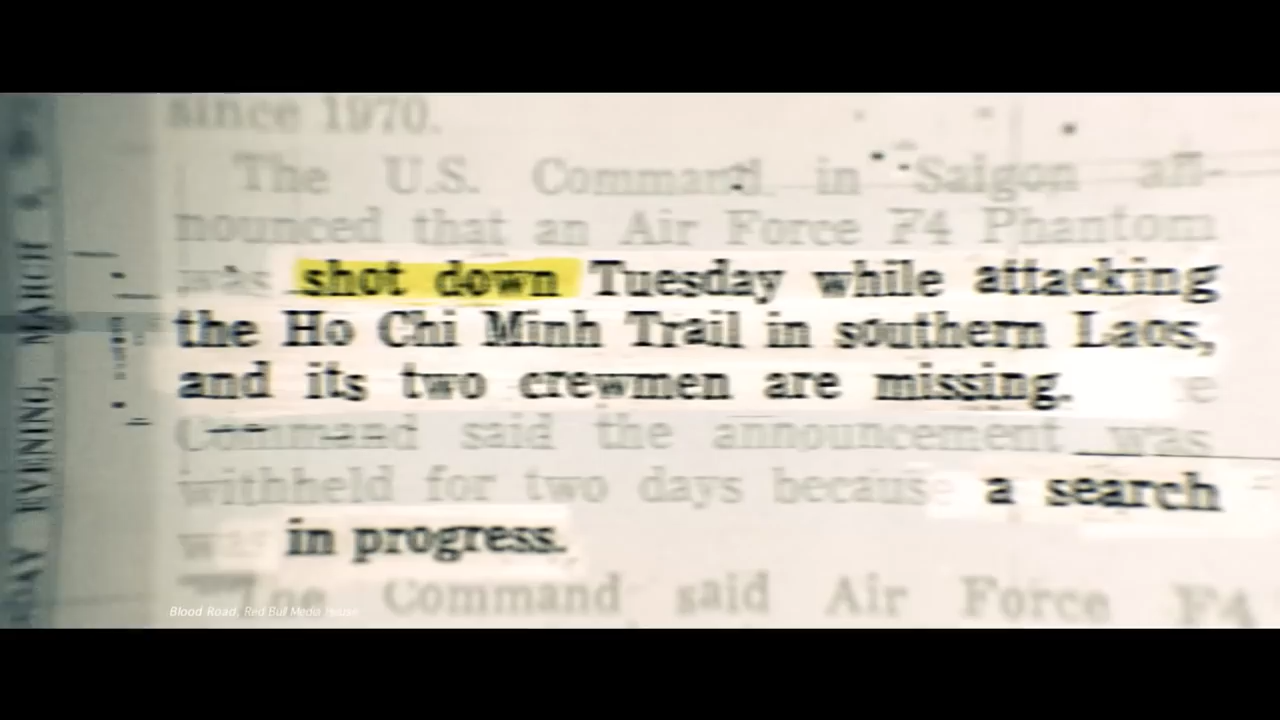 since 1970.
The U.S. Command in Saigon an-
nounced that an Air Force F4 Phantom
was shot down Tuesday while attacking
the Ho Chi Minh Trail in southern Laos,
and its two crewmen are missing.
Command said the announcement was
withheld for two days because a search
was in progress.
The Command said Air Force F4
EVENING, MARCH
Blood Road, Red Bull Media House